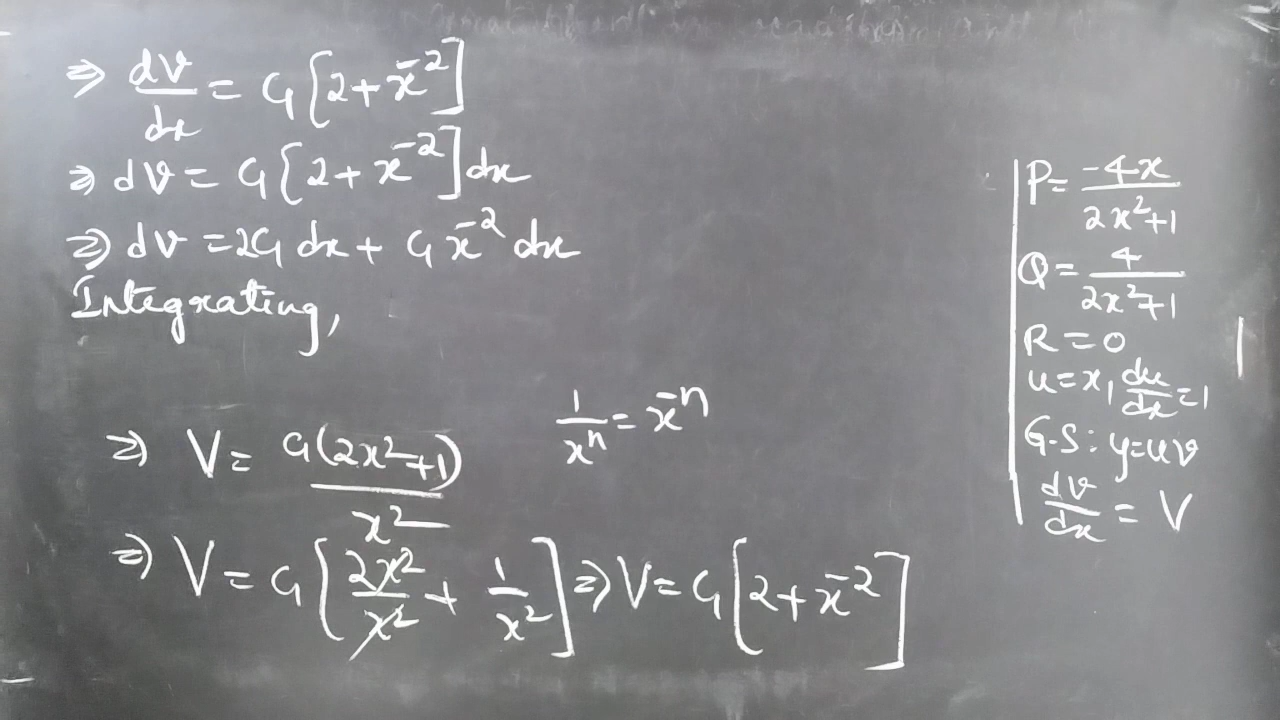 ⇒ dv/dx = C₁[2+x⁻²]
⇒ dv = C₁[2+x⁻²]dx
⇒ dv = 2C₁ dx + C₁x⁻² dx
Integrating,
1/xⁿ = x⁻ⁿ
⇒ V = C₁(2x²+1)/x²
⇒ V = C₁[2x²/x² + 1/x²] ⇒ V = C₁[2+x⁻²]
P = -4x/2x²+1
Q = 4/2x²+1
R = 0
u=x, du/dx=1
G.S: y=uv
dv/dx = V